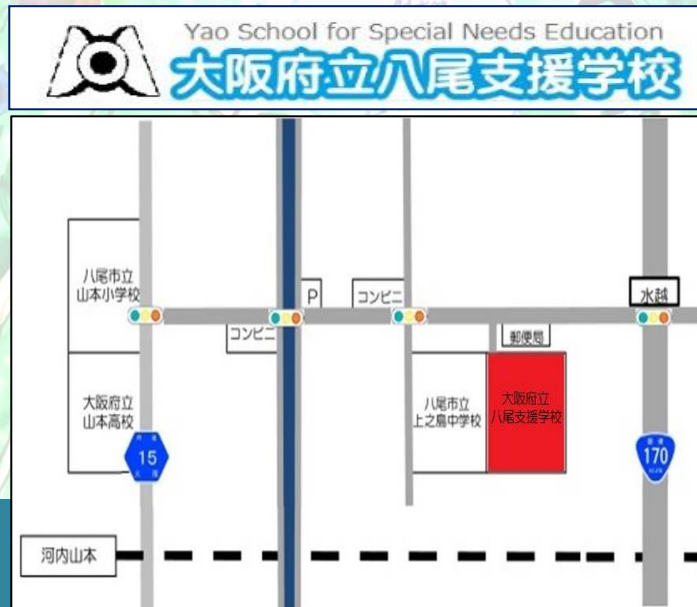 Yao School for Special Needs Education
大阪府立八尾支援学校
八尾市立
山本小学校
P
コンビニ
水越
コンビニ
郵便局
大阪府立
山本高校
八尾市立
上之島中学校
大阪府立
八尾支援学校
15
170
河内山本